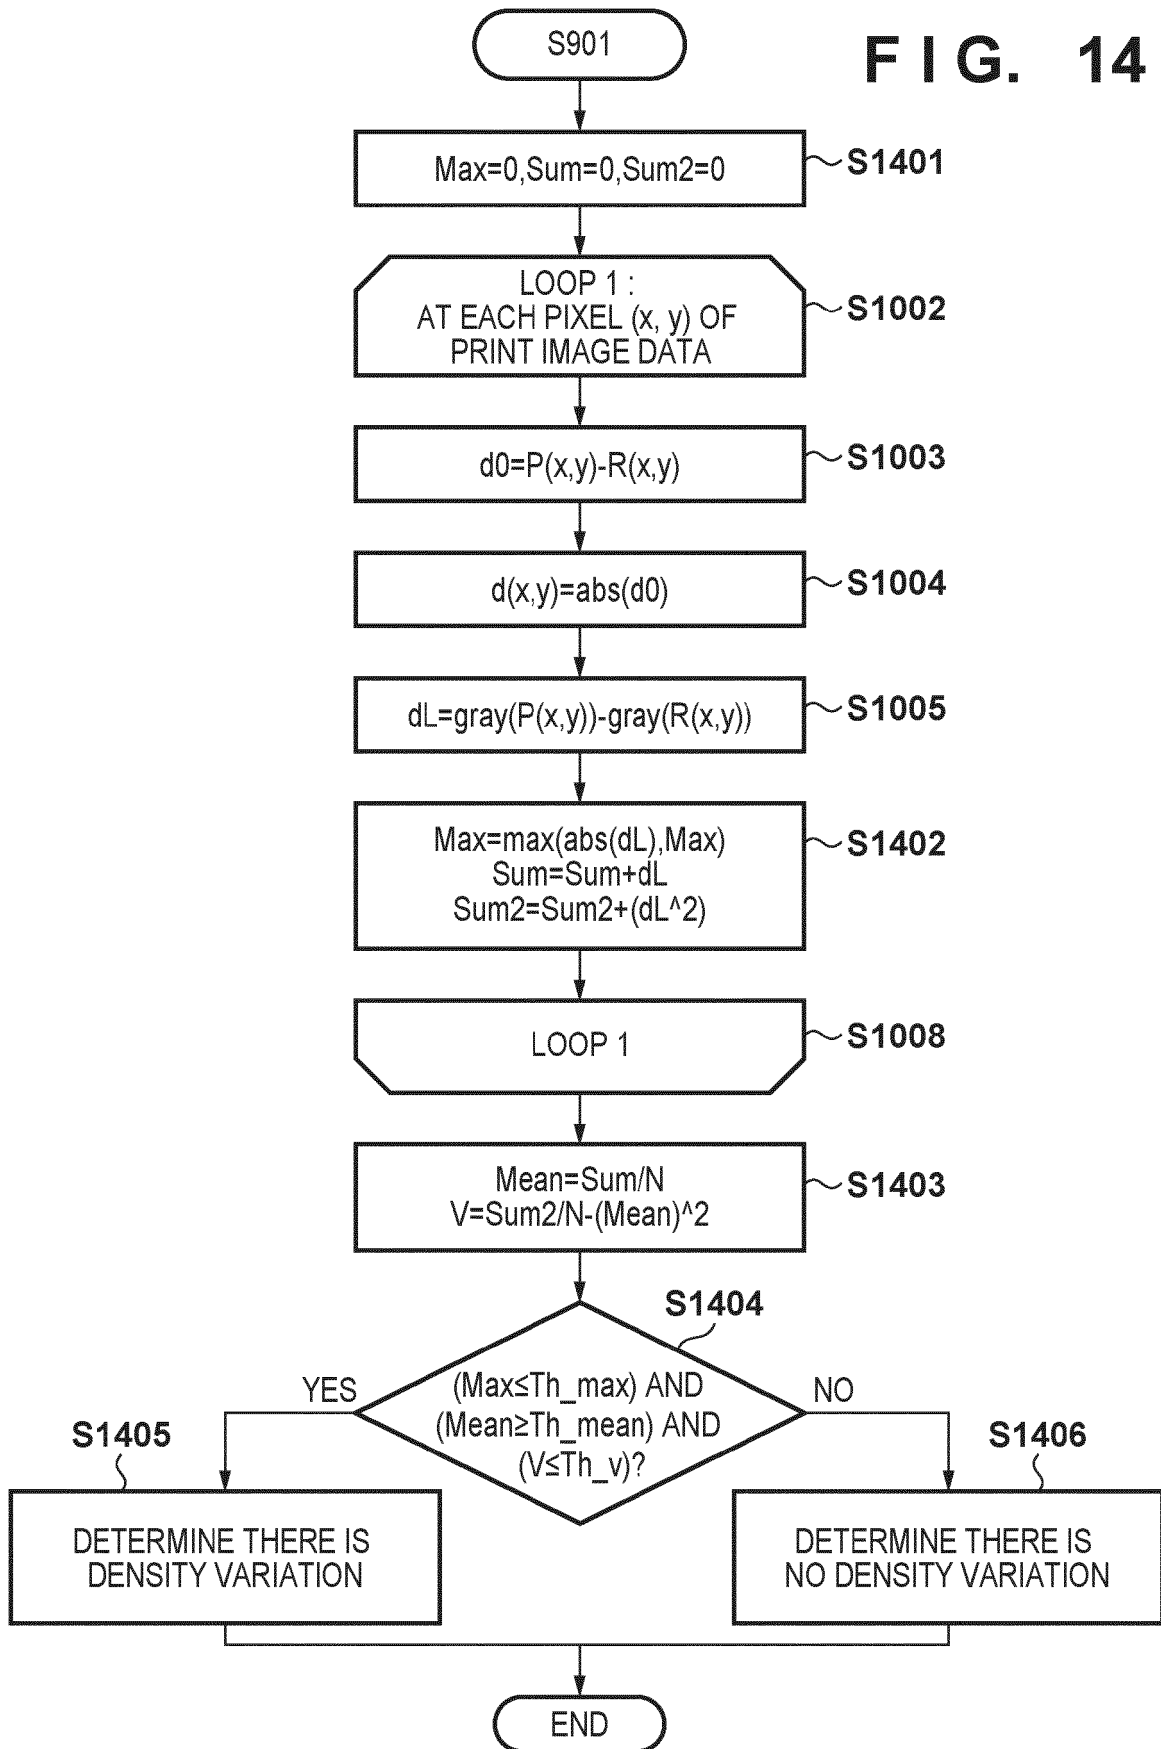 S901
F I G. 14
Max=0,Sum=0,Sum2=0
S1401
LOOP 1 :
AT EACH PIXEL (x, y) OF
PRINT IMAGE DATA
S1002
d0=P(x,y)-R(x,y)
S1003
d(x,y)=abs(d0)
S1004
dL=gray(P(x,y))-gray(R(x,y))
S1005
Max=max(abs(dL),Max)
Sum=Sum+dL
Sum2=Sum2+(dL^2)
S1402
LOOP 1
S1008
Mean=Sum/N
V=Sum2/N-(Mean)^2
S1403
S1404
(Max≤Th_max) AND
(Mean≥Th_mean) AND
(V≤Th_v)?
YES
NO
S1405
DETERMINE THERE IS
DENSITY VARIATION
S1406
DETERMINE THERE IS
NO DENSITY VARIATION
END